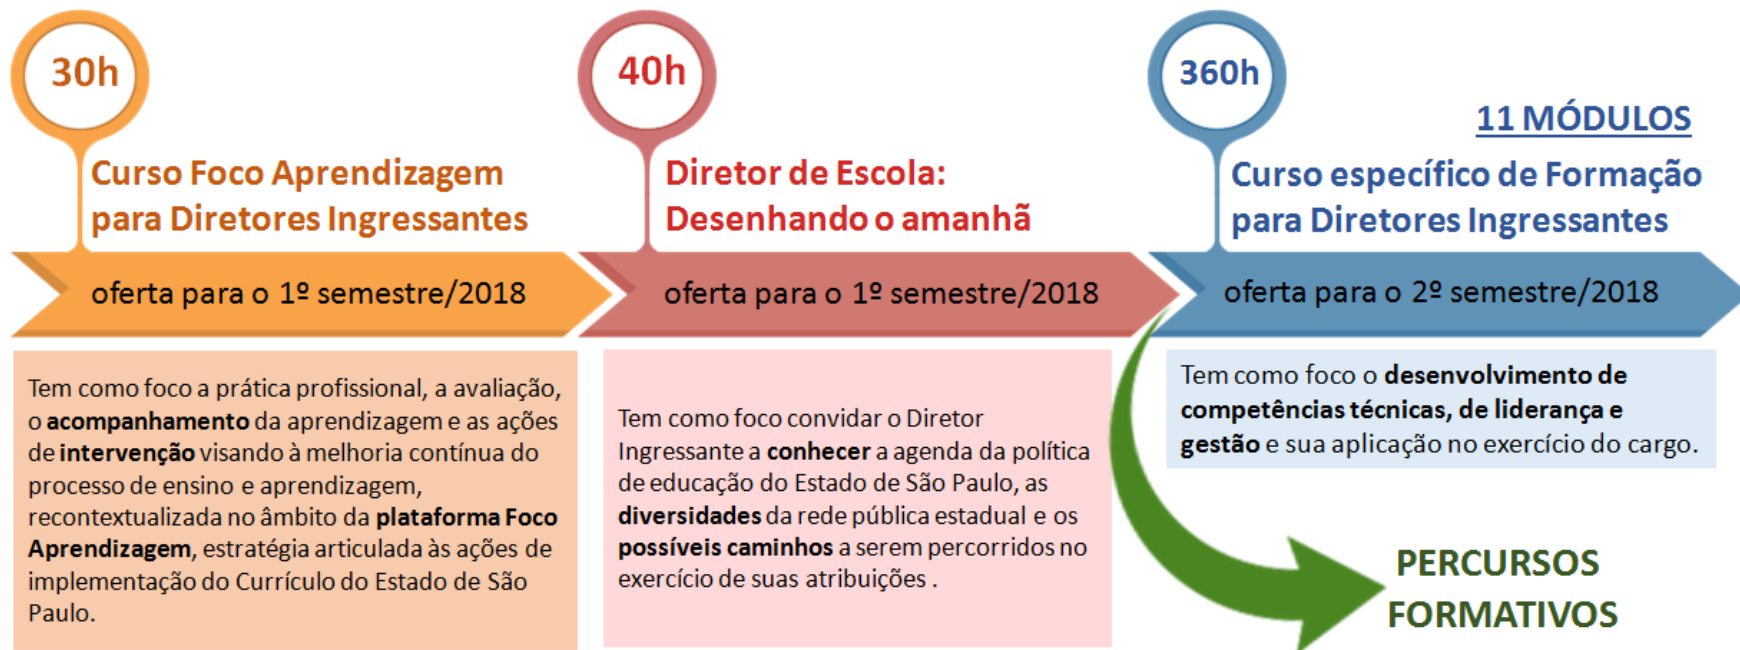 30h
Curso Foco Aprendizagem
para Diretores Ingressantes
oferta para o 1º semestre/2018
Tem como foco a prática profissional, a avaliação,
o acompanhamento da aprendizagem e as ações
de intervenção visando à melhoria contínua do
processo de ensino e aprendizagem,
recontextualizada no âmbito da plataforma Foco
Aprendizagem, estratégia articulada às ações de
implementação do Currículo do Estado de São
Paulo.
40h
Diretor de Escola:
Desenhando o amanhã
oferta para o 1º semestre/2018
Tem como foco convidar o Diretor
Ingressante a conhecer a agenda da política
de educação do Estado de São Paulo, as
diversidades da rede pública estadual e os
possíveis caminhos a serem percorridos no
exercício de suas atribuições .
360h
11 MÓDULOS
Curso específico de Formação
para Diretores Ingressantes
oferta para o 2º semestre/2018
Tem como foco o desenvolvimento de
competências técnicas, de liderança e
gestão e sua aplicação no exercício do cargo.
PERCURSOS
FORMATIVOS